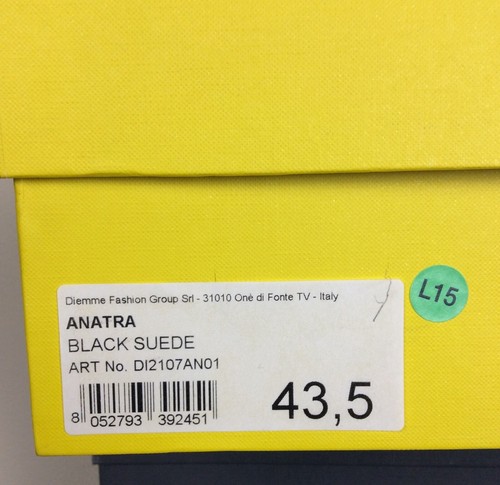 Diemme Fashion Group Srl - 31010 Onè di Fonte TV - Italy
ANATRA
BLACK SUEDE
ART No. DI2107AN01
8 052793 392451
43,5
L15